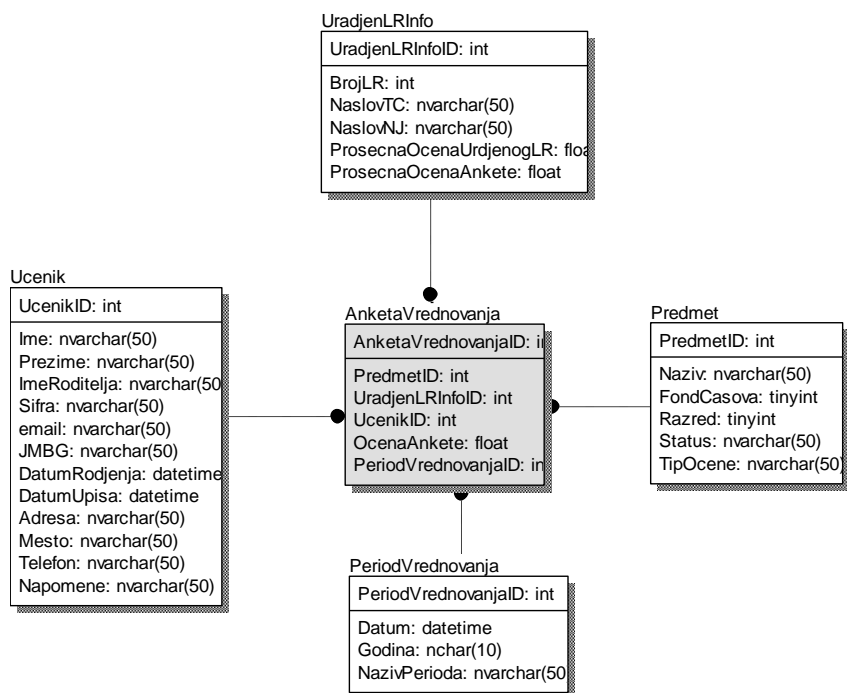 UradjenLRInfo
UradjenLRInfoID: int
BrojLR: int
NaslovTC: nvarchar(50)
NaslovNJ: nvarchar(50)
ProsecnaOcenaUrdjenogLR: floa
ProsecnaOcenaAnkete: float
Ucenik
UcenikID: int
Ime: nvarchar(50)
Prezime: nvarchar(50)
ImeRoditelja: nvarchar(50
Sifra: nvarchar(50)
email: nvarchar(50)
JMBG: nvarchar(50)
DatumRodjenja: datetime
DatumUpisa: datetime
Adresa: nvarchar(50)
Mesto: nvarchar(50)
Telefon: nvarchar(50)
Napomene: nvarchar(50)
AnketaVrednovanja
AnketaVrednovanjaID: in
PredmetID: int
UradjenLRInfoID: int
UcenikID: int
OcenaAnkete: float
PeriodVrednovanjaID: in
Predmet
PredmetID: int
Naziv: nvarchar(50)
FondCasova: tinyint
Razred: tinyint
Status: nvarchar(50)
TipOcene: nvarchar(50)
PeriodVrednovanja
PeriodVrednovanjaID: int
Datum: datetime
Godina: nchar(10)
NazivPerioda: nvarchar(50